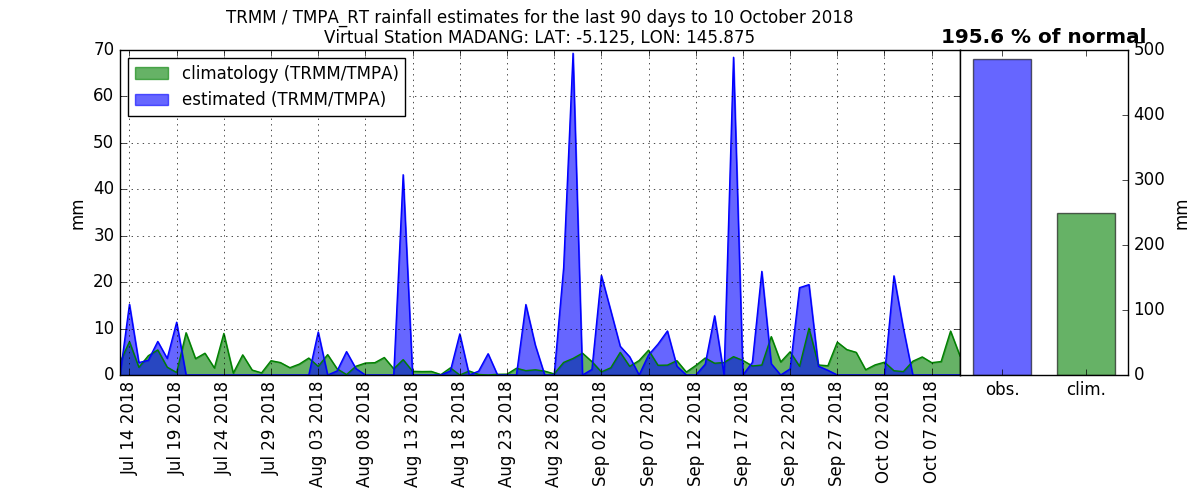 TRMM / TMPA_RT rainfall estimates for the last 90 days to 10 October 2018
Virtual Station MADANG: LAT: -5.125, LON: 145.875
195.6 % of normal
climatology (TRMM/TMPA)
estimated (TRMM/TMPA)
mm
70
60
50
40
30
20
10
0
Jul 14 2018
Jul 19 2018
Jul 24 2018
Jul 29 2018
Aug 03 2018
Aug 08 2018
Aug 13 2018
Aug 18 2018
Aug 23 2018
Aug 28 2018
Sep 02 2018
Sep 07 2018
Sep 12 2018
Sep 17 2018
Sep 22 2018
Sep 27 2018
Oct 02 2018
Oct 07 2018
obs.
clim.
500
400
300
200
100
0
mm